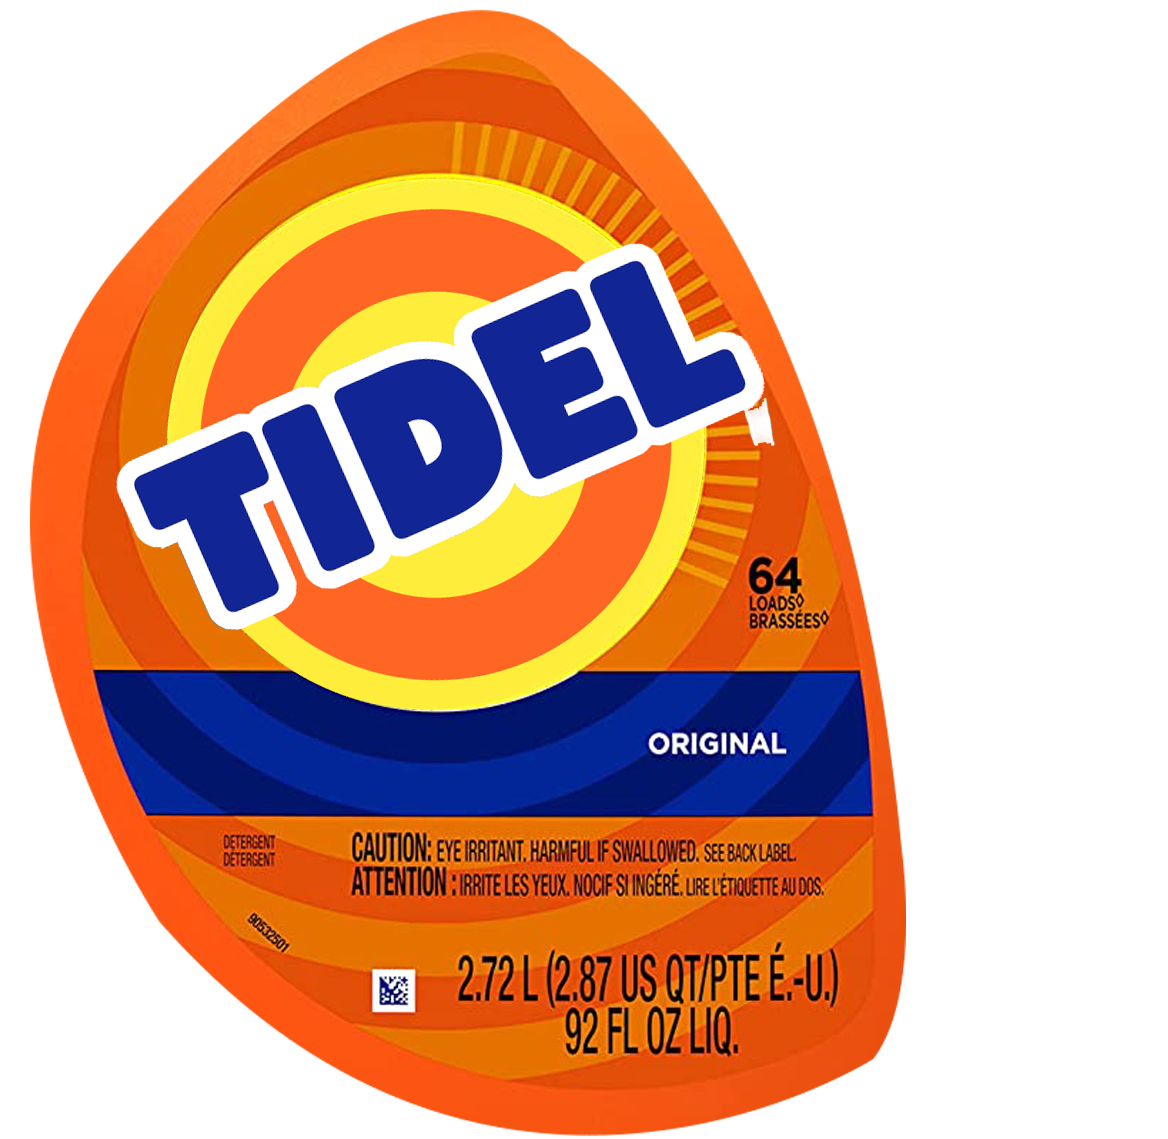 TIDEL
64
LOADS◊
BRASSÉES◊
ORIGINAL
DETERGENT
DÉTERGENT
CAUTION: EYE IRRITANT. HARMFUL IF SWALLOWED. SEE BACK LABEL.
ATTENTION : IRRITE LES YEUX. NOCIF SI INGÉRÉ. LIRE L'ÉTIQUETTE AU DOS.
90532501
2.72 L (2.87 US QT/PTE É.-U.)
92 FL OZ LIQ.